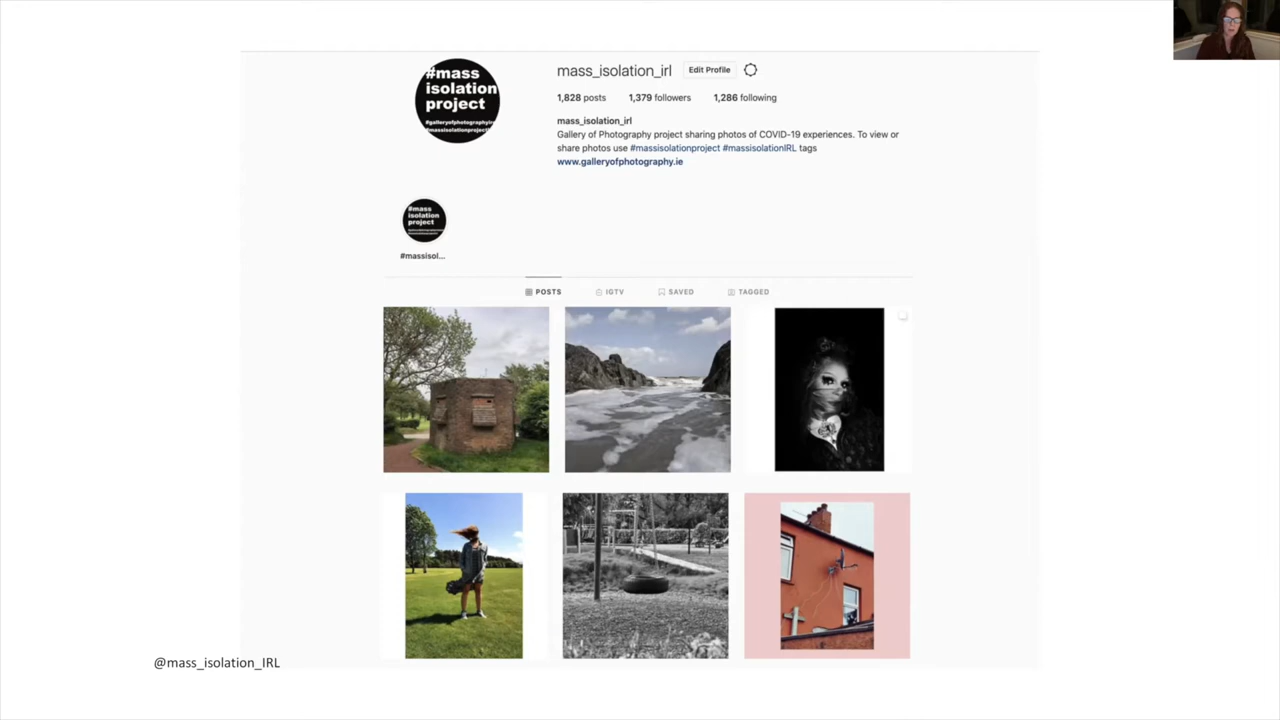 #mass
isolation
project
mass_isolation_irl Edit Profile
1,828 posts 1,379 followers 1,286 following
mass_isolation_irl
Gallery of Photography project sharing photos of COVID-19 experiences. To view or
share photos use #massisolationproject #massisolationIRL tags
www.galleryofphotography.ie
#mass
isolation
project
#massisol...
POSTS IGTV SAVED TAGGED
@mass_isolation_IRL